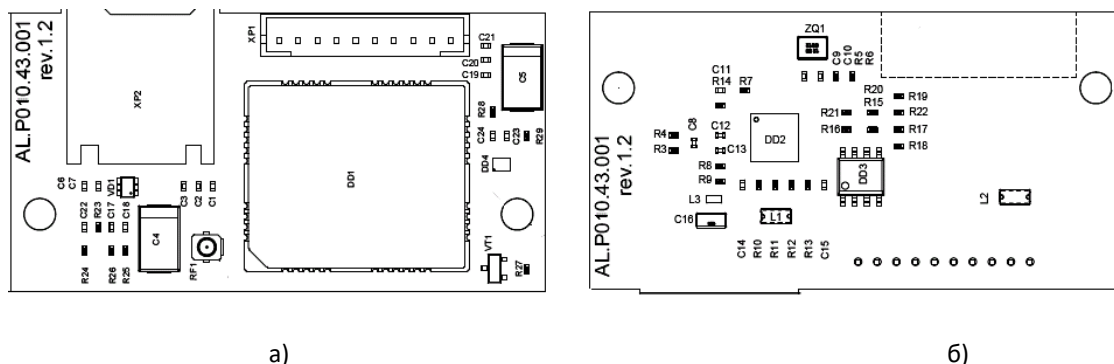 AL.P010.43.001
rev.1.2
XP2
XP1
C21
C20
C19
C5
R28
C24
C23
R29
DD4
DD1
C6
C7
VD1
C3
C2
C1
C22
R23
C17
C18
C4
RF1
R24
R26
R25
VT1
R27
а)
AL.P010.43.001
rev.1.2
ZQ1
C9
C10
R5
R6
C11
R14
R7
R20
R15
R19
R21
R22
R16
R17
R18
R4
R3
C8
C12
C13
DD2
DD3
R8
R9
L3
C16
L1
L2
C14
R10
R11
R12
R13
C15
б)